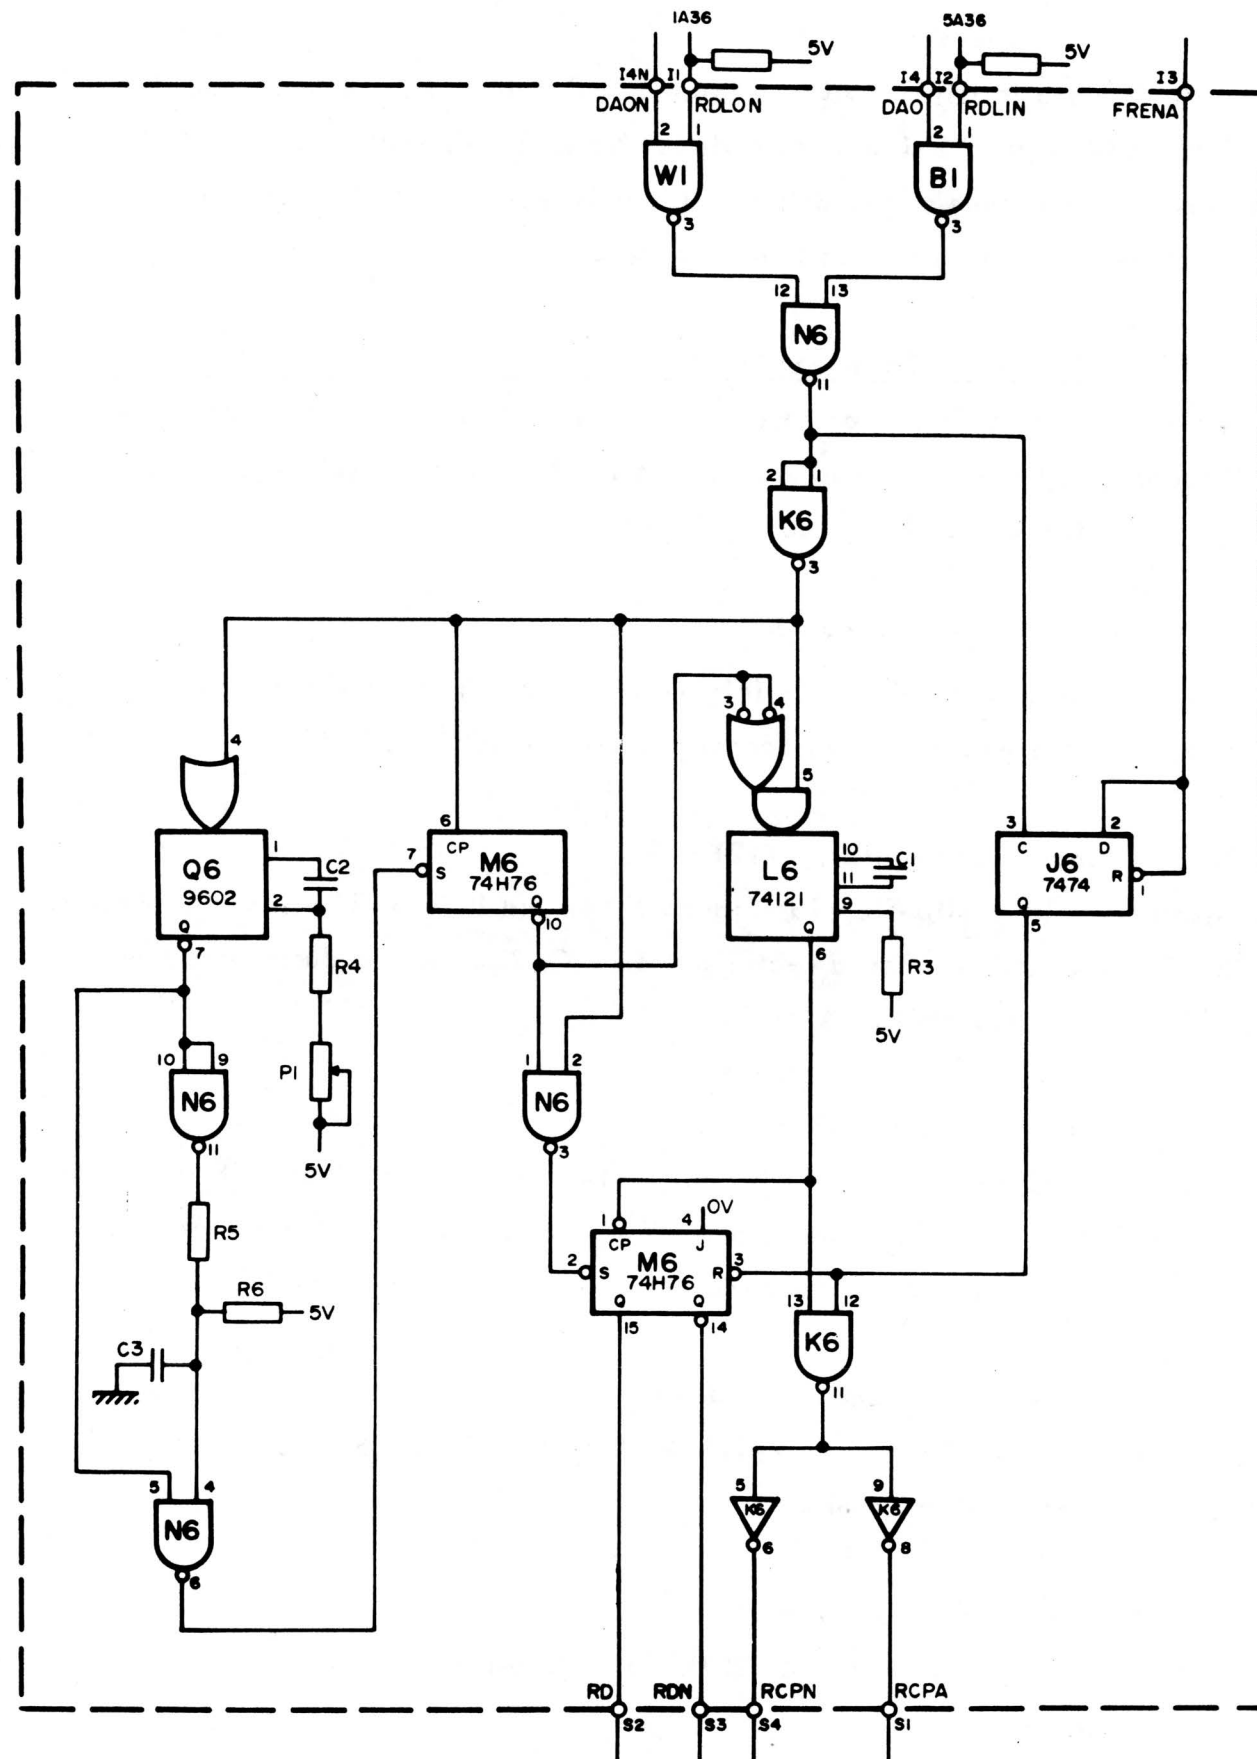 1A36 5A36
5V 5V
I4N I1 I4 I2 I3
DAON RDLON DAO RDLIN FRENA
2 1 2 1
W1 B1
3 3
12 13
N6
11
2 1
K6
3
3 4
4
5
6
Q6
9602
1
2
Q
7
C2
7
CP
S
M6
74H76
Q
10
L6
74121
10
11
9
Q
6
C1
3 2
C D
J6
7474
R
1
Q
5
R4
R3
5V
10 9
P1
1 2
N6
N6
11
3
5V
R5
1
4
0V
CP J
2
S
M6
74H76
R
3
Q Q
15 14
R6
5V
13 12
K6
11
C3
5 4
N6
6
5 9
K6 K6
6 8
RD RDN RCPN RCPA
S2 S3 S4 S1